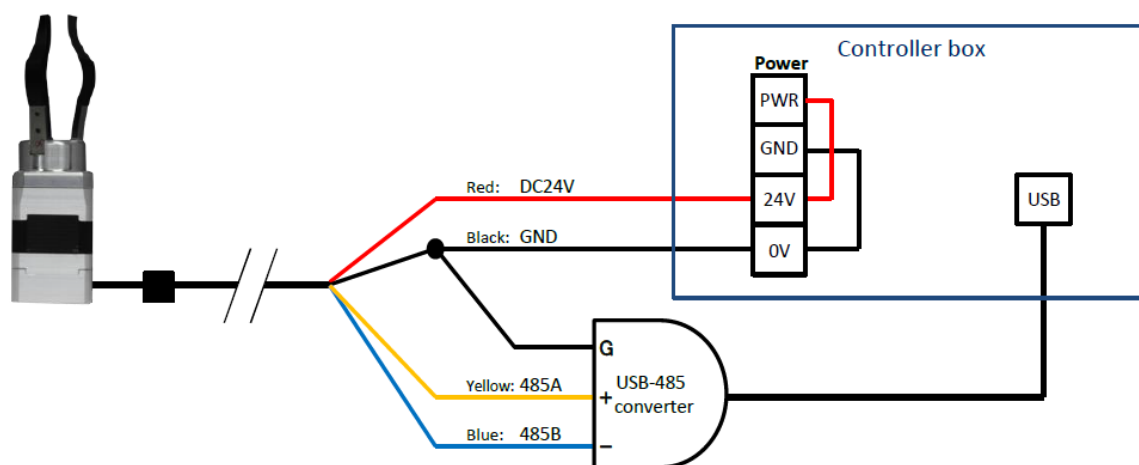 Controller box
Power
PWR
GND
24V
0V
USB
Red: DC24V
Black: GND
Yellow: 485A
Blue: 485B
G
+
−
USB-485
converter